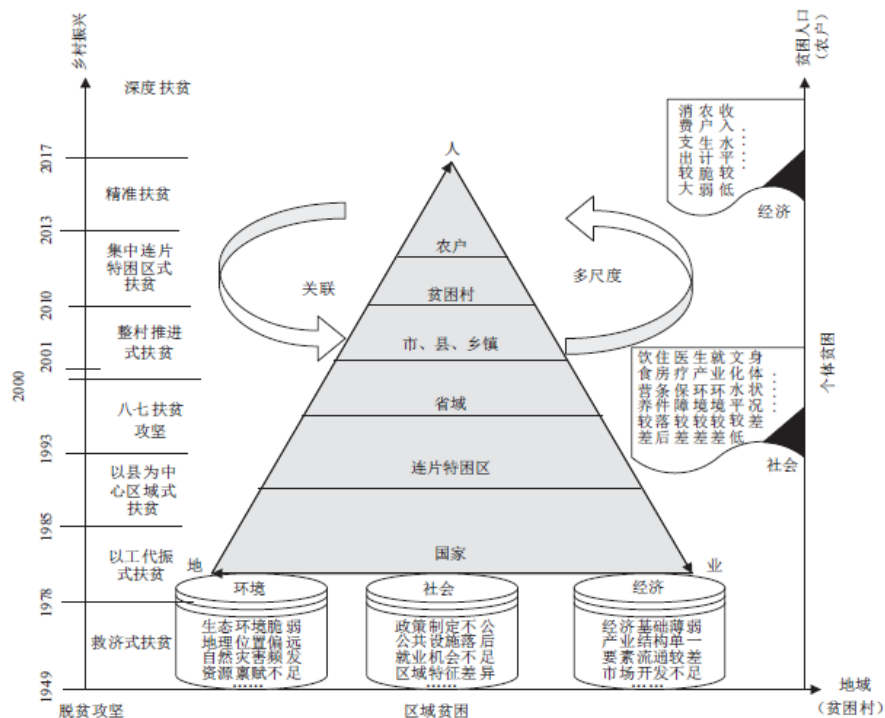 乡村振兴
深度扶贫
2017
精准扶贫
2013
集中连片
特困区式
扶贫
2010
整村推进
式扶贫
2001
2000
八七扶贫
攻坚
1993
以县为中
心区域式
扶贫
1985
以工代振
式扶贫
1978
救济式扶贫
1949
脱贫攻坚
人
农户
贫困村
市、县、乡镇
省域
连片特困区
国家
地
业
关联
多尺度
环境
生态环境脆弱
地理位置偏远
自然灾害频发
资源禀赋不足
……
社会
政策制定不公
公共设施落后
就业机会不足
区域特征差异
……
经济
经济基础薄弱
产业结构单一
要素流通较差
市场开发不足
……
区域贫困
贫困人口
(农户)
消费支出较大
农户生计脆弱
收入水平较低
……
经济
个体贫困
饮食营养较差
住房条件落后
医疗保障较差
生产环境较差
就业环境较差
文化水平较低
身体状况差
……
社会
地域
(贫困村)